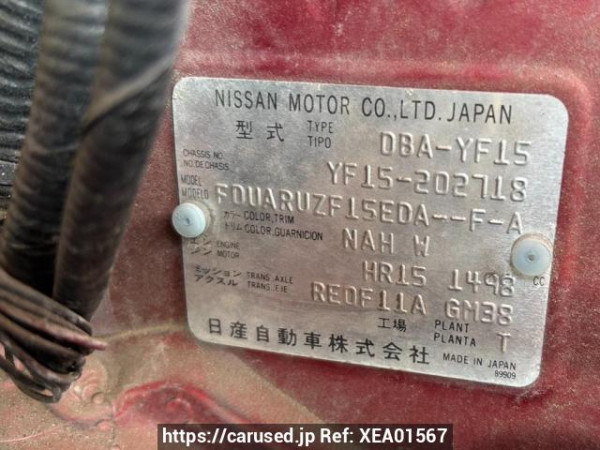 NISSAN MOTOR CO.,LTD. JAPAN
型式 TYPE TIPO DBA-YF15
CHASSIS NO. NO.DE CHASIS YF15-202718
MODEL MODELO FDUARUZF15EDA--F-A
カラー COLOR,TRIM
トリム COLOR,GUARNICION NAH W
エンジン ENGINE MOTOR HR15 1498 CC
ミッション TRANS. AXLE
アクスル TRANS. EJE RE0F11A GM38
工場 PLANT PLANTA T
日産自動車株式会社 MADE IN JAPAN
89909
https://carused.jp Ref: XEA01567